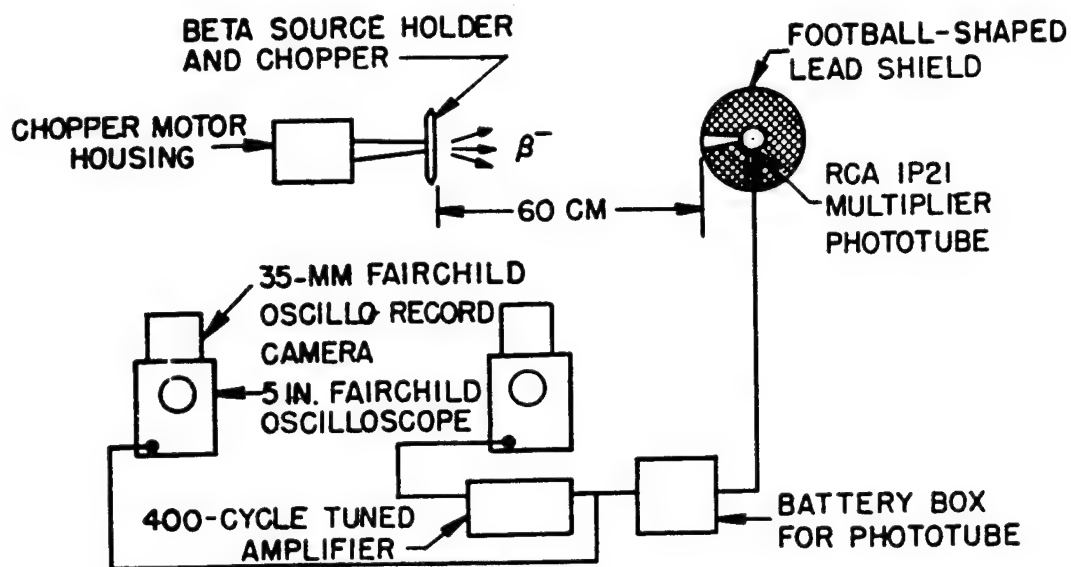 BETA SOURCE HOLDER
AND CHOPPER
FOOTBALL-SHAPED
LEAD SHIELD
CHOPPER MOTOR
HOUSING
β⁻
60 CM
RCA 1P21
MULTIPLIER
PHOTOTUBE
35-MM FAIRCHILD
OSCILLO RECORD
CAMERA
5 IN. FAIRCHILD
OSCILLOSCOPE
400-CYCLE TUNED
AMPLIFIER
BATTERY BOX
FOR PHOTOTUBE